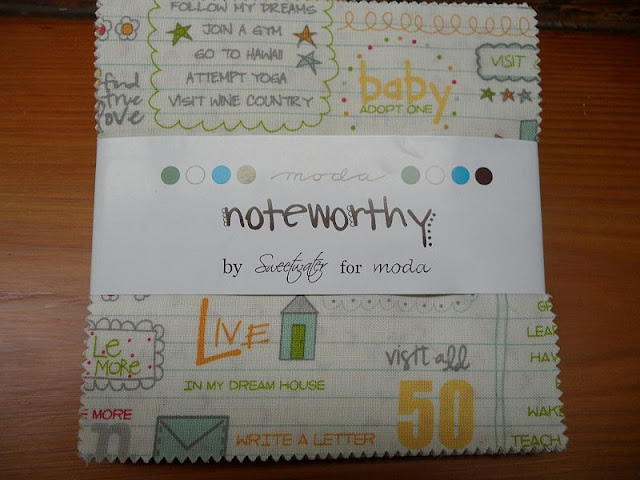 FOLLOW MY DREAMS
JOIN A GYM
GO TO HAWAII
ATTEMPT YOGA
VISIT WINE COUNTRY
find
true
love
baby
ADOPT ONE
VISIT
moda
noteworthy
by Sweetwater for moda
LIVE
IN MY DREAM HOUSE
LE
MORE
visit all
50
WRITE A LETTER
E MORE
LEA
HAV
WAK
TEACH